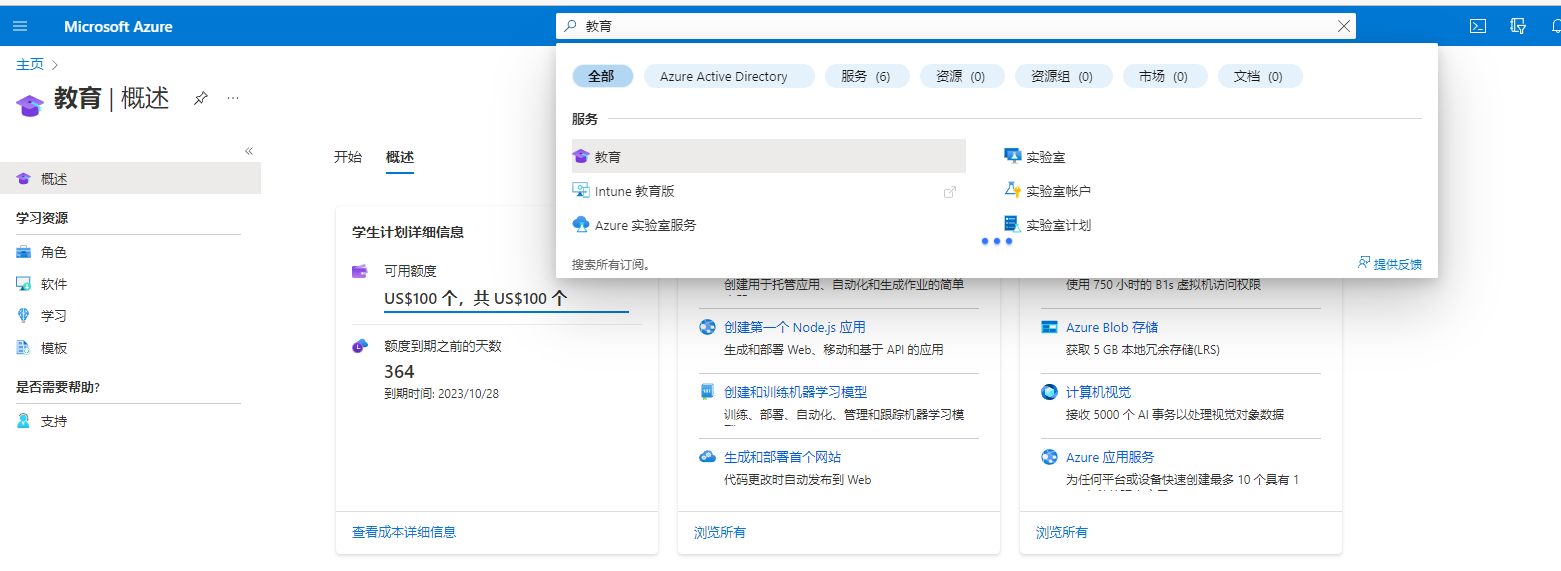 Microsoft Azure
教育
主页
教育 | 概述
全部
Azure Active Directory
服务 (6)
资源 (0)
资源组 (0)
市场 (0)
文档 (0)
服务
教育
实验室
Intune 教育版
实验室帐户
Azure 实验室服务
实验室计划
搜索所有订阅。
提供反馈
概述
学习资源
角色
软件
学习
模板
是否需要帮助?
支持
开始
概述
学生计划详细信息
可用额度
US$100 个，共 US$100 个
额度到期之前的天数
364
到期时间: 2023/10/28
查看成本详细信息
创建用于托管应用、自动化和生成作业的简单
创建第一个 Node.js 应用
生成和部署 Web、移动和基于 API 的应用
创建和训练机器学习模型
训练、部署、自动化、管理和跟踪机器学习模
生成和部署首个网站
代码更改时自动发布到 Web
浏览所有
使用 750 小时的 B1s 虚拟机访问权限
Azure Blob 存储
获取 5 GB 本地冗余存储(LRS)
计算机视觉
接收 5000 个 AI 事务以处理视觉对象数据
Azure 应用服务
为任何平台或设备快速创建最多 10 个具有 1
浏览所有